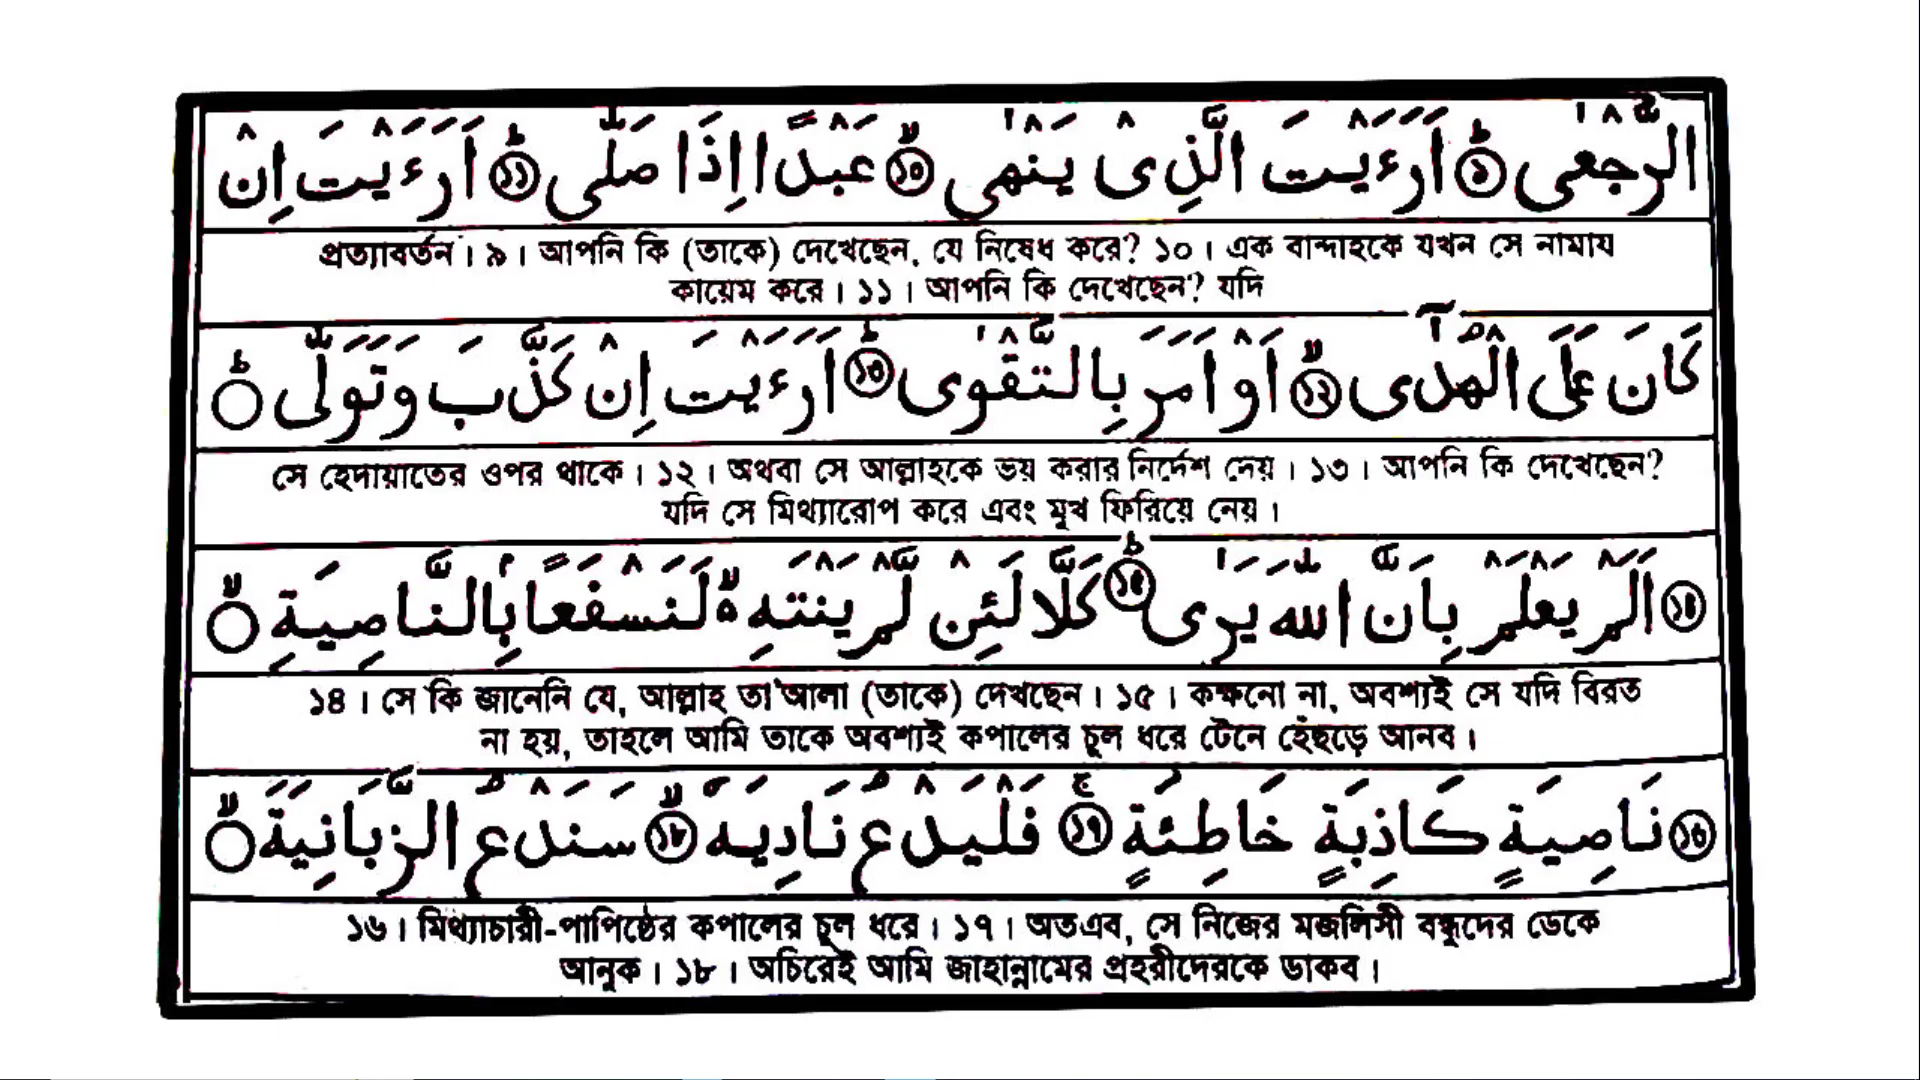 الرُّجْعٰى ۝٨ اَرَءَيْتَ الَّذِىْ يَنْهٰى ۝٩ عَبْدًا اِذَا صَلّٰى ۝١٠ اَرَءَيْتَ اِنْ
প্রত্যাবর্তন। ৯। আপনি কি (তাকে) দেখেছেন, যে নিষেধ করে? ১০। এক বান্দাহকে যখন সে নামায
কায়েম করে। ১১। আপনি কি দেখেছেন? যদি
كَانَ عَلَى الْهُدٰٓى ۝١١ اَوْ اَمَرَ بِالتَّقْوٰى ۝١٢ اَرَءَيْتَ اِنْ كَذَّبَ وَتَوَلّٰى
সে হেদায়াতের ওপর থাকে। ১২। অথবা সে আল্লাহকে ভয় করার নির্দেশ দেয়। ১৩। আপনি কি দেখেছেন?
যদি সে মিথ্যারোপ করে এবং মুখ ফিরিয়ে নেয়।
۝١٣ اَلَمْ يَعْلَمْ بِاَنَّ اللّٰهَ يَرٰى ۝١٤ كَلَّا لَئِنْ لَّمْ يَنْتَهِ ۙ لَنَسْفَعًۢا بِالنَّاصِيَةِ
১৪। সে কি জানেনি যে, আল্লাহ তা'আলা (তাকে) দেখছেন। ১৫। কক্ষনো না, অবশ্যই সে যদি বিরত
না হয়, তাহলে আমি তাকে অবশ্যই কপালের চুল ধরে টেনে হেঁছড়ে আনব।
۝١٥ نَاصِيَةٍ كَاذِبَةٍ خَاطِئَةٍ ۝١٦ فَلْيَدْعُ نَادِيَهٗ ۝١٧ سَنَدْعُ الزَّبَانِيَةَ
১৬। মিথ্যাচারী-পাপিষ্ঠের কপালের চুল ধরে। ১৭। অতএব, সে নিজের মজলিসী বন্ধুদের ডেকে
আনুক। ১৮। অচিরেই আমি জাহান্নামের প্রহরীদেরকে ডাকব।